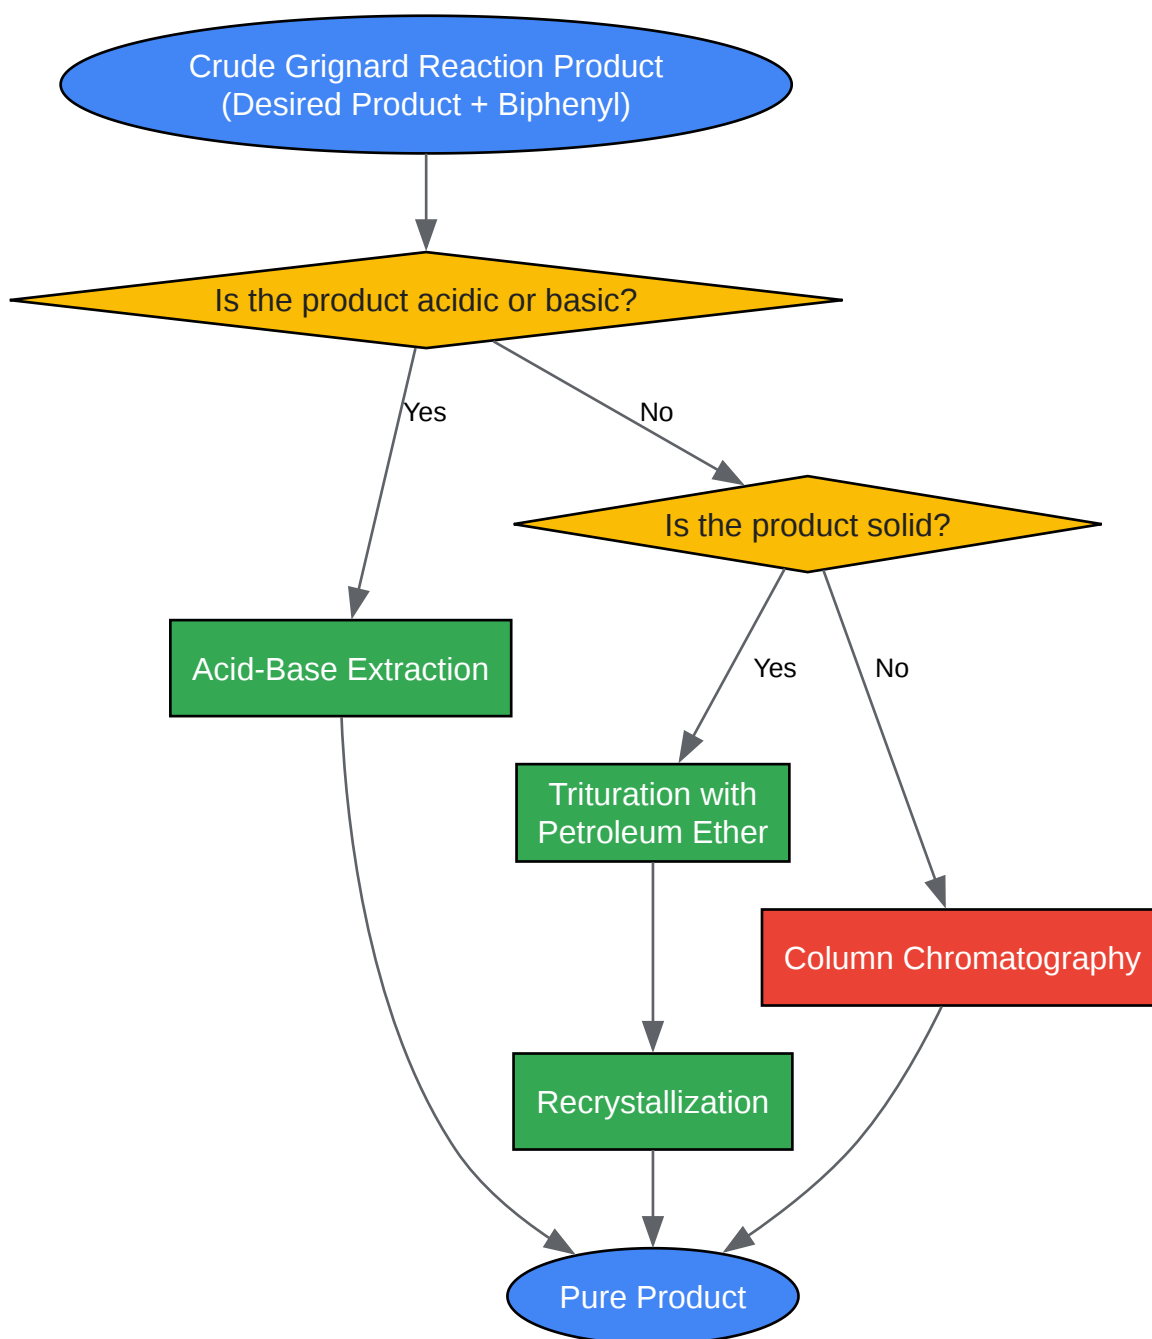 Crude Grignard Reaction Product
(Desired Product + Biphenyl)
Is the product acidic or basic?
Yes
No
Is the product solid?
Acid-Base Extraction
Yes
No
Trituration with
Petroleum Ether
Column Chromatography
Recrystallization
Pure Product